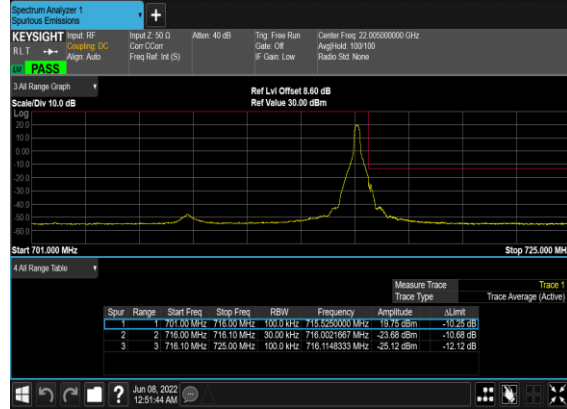 Spectrum Analyzer 1
Spurious Emissions
KEYSIGHT Input: RF Input Z: 50 Ω Atten: 40 dB Trig: Free Run Center Freq: 22.005000000 GHz
RLT Coupling: DC Corr CCorr Gate: Off Avg|Hold: 100/100
Align: Auto Freq Ref: Int (S) IF Gain: Low Radio Std: None
PASS
3 All Range Graph
Ref Lvl Offset 8.60 dB
Scale/Div 10.0 dB Ref Value 30.00 dBm
Log
20.0
10.0
0.00
-10.0
-20.0
-30.0
-40.0
-50.0
-60.0
Start 701.000 MHz Stop 725.000 MH
4 All Range Table
Measure Trace Trace 1
Trace Type Trace Average (Active)
Spur Range Start Freq Stop Freq RBW Frequency Amplitude ΔLimit
1 1 701.00 MHz 716.00 MHz 100.0 kHz 715.5250000 MHz 19.75 dBm -10.25 dB
2 2 716.00 MHz 716.10 MHz 30.00 kHz 716.0021667 MHz -23.68 dBm -10.68 dB
3 3 716.10 MHz 725.00 MHz 100.0 kHz 716.1148333 MHz -25.12 dBm -12.12 dB
? Jun 08, 2022
12:51:44 AM